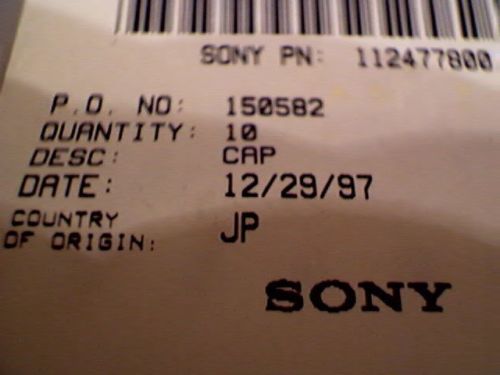 SONY PN: 112477800
P.O. NO: 150582
QUANTITY: 10
DESC: CAP
DATE: 12/29/97
COUNTRY
OF ORIGIN: JP
SONY